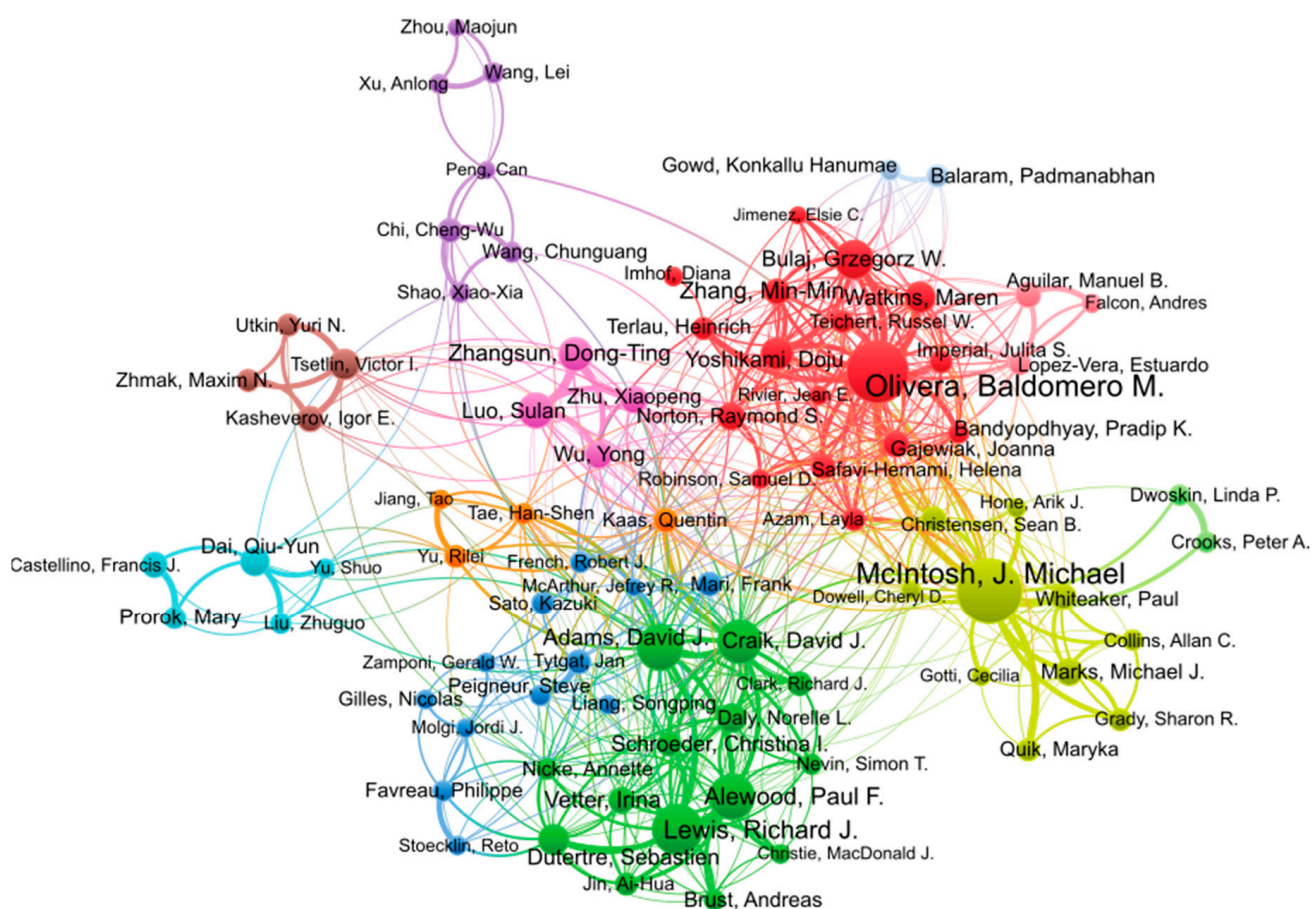 Zhou, Maojun
Wang, Lei
Xu, Anlong
Peng, Can
Gowd, Konkallu Hanumae
Balaram, Padmanabhan
Jimenez, Elsie C.
Chi, Cheng-Wu
Wang, Chunguang
Bulaj, Grzegorz W.
Imhof, Diana
Aguilar, Manuel B.
Shao, Xiao-Xia
Zhang, Min-Min
Watkins, Maren
Falcon, Andres
Utkin, Yuri N.
Terlau, Heinrich
Teichert, Russel W.
Zhangsun, Dong-Ting
Yoshikami, Doju
Imperial, Julita S.
Tsetlin, Victor I.
Lopez-Vera, Estuardo
Zhmak, Maxim N.
Olivera, Baldomero M.
Zhu, Xiaopeng
Rivier, Jean E.
Kasheverov, Igor E.
Luo, Sulan
Norton, Raymond S.
Bandyopdhyay, Pradip K.
Wu, Yong
Gajewiak, Joanna
Safavi-Hemami, Helena
Robinson, Samuel D.
Jiang, Tao
Hone, Arik J.
Dwoskin, Linda P.
Tae, Han-Shen
Kaas, Quentin
Azam, Layla
Christensen, Sean B.
Dai, Qiu-Yun
Crooks, Peter A.
Castellino, Francis J.
Yu, Shuo
Yu, Rilei
French, Robert J.
McIntosh, J. Michael
McArthur, Jefrey R,
Mari, Frank
Dowell, Cheryl D.
Whiteaker, Paul
Prorok, Mary
Liu, Zhuguo
Sato, Kazuki
Adams, David J.
Craik, David J.
Collins, Allan C.
Zamponi, Gerald W.
Tytgat, Jan
Gotti, Cecilia
Marks, Michael J.
Peigneur, Steve
Clark, Richard J.
Gilles, Nicolas
Liang, Songping
Molgi, Jordi J.
Daly, Norelle L.
Grady, Sharon R.
Schroeder, Christina I.
Quik, Maryka
Nicke, Annette
Nevin, Simon T.
Favreau, Philippe
Vetter, Irina
Alewood, Paul F.
Lewis, Richard J.
Stoecklin, Reto
Dutertre, Sebastien
Christie, MacDonald J.
Jin, Ai-Hua
Brust, Andreas